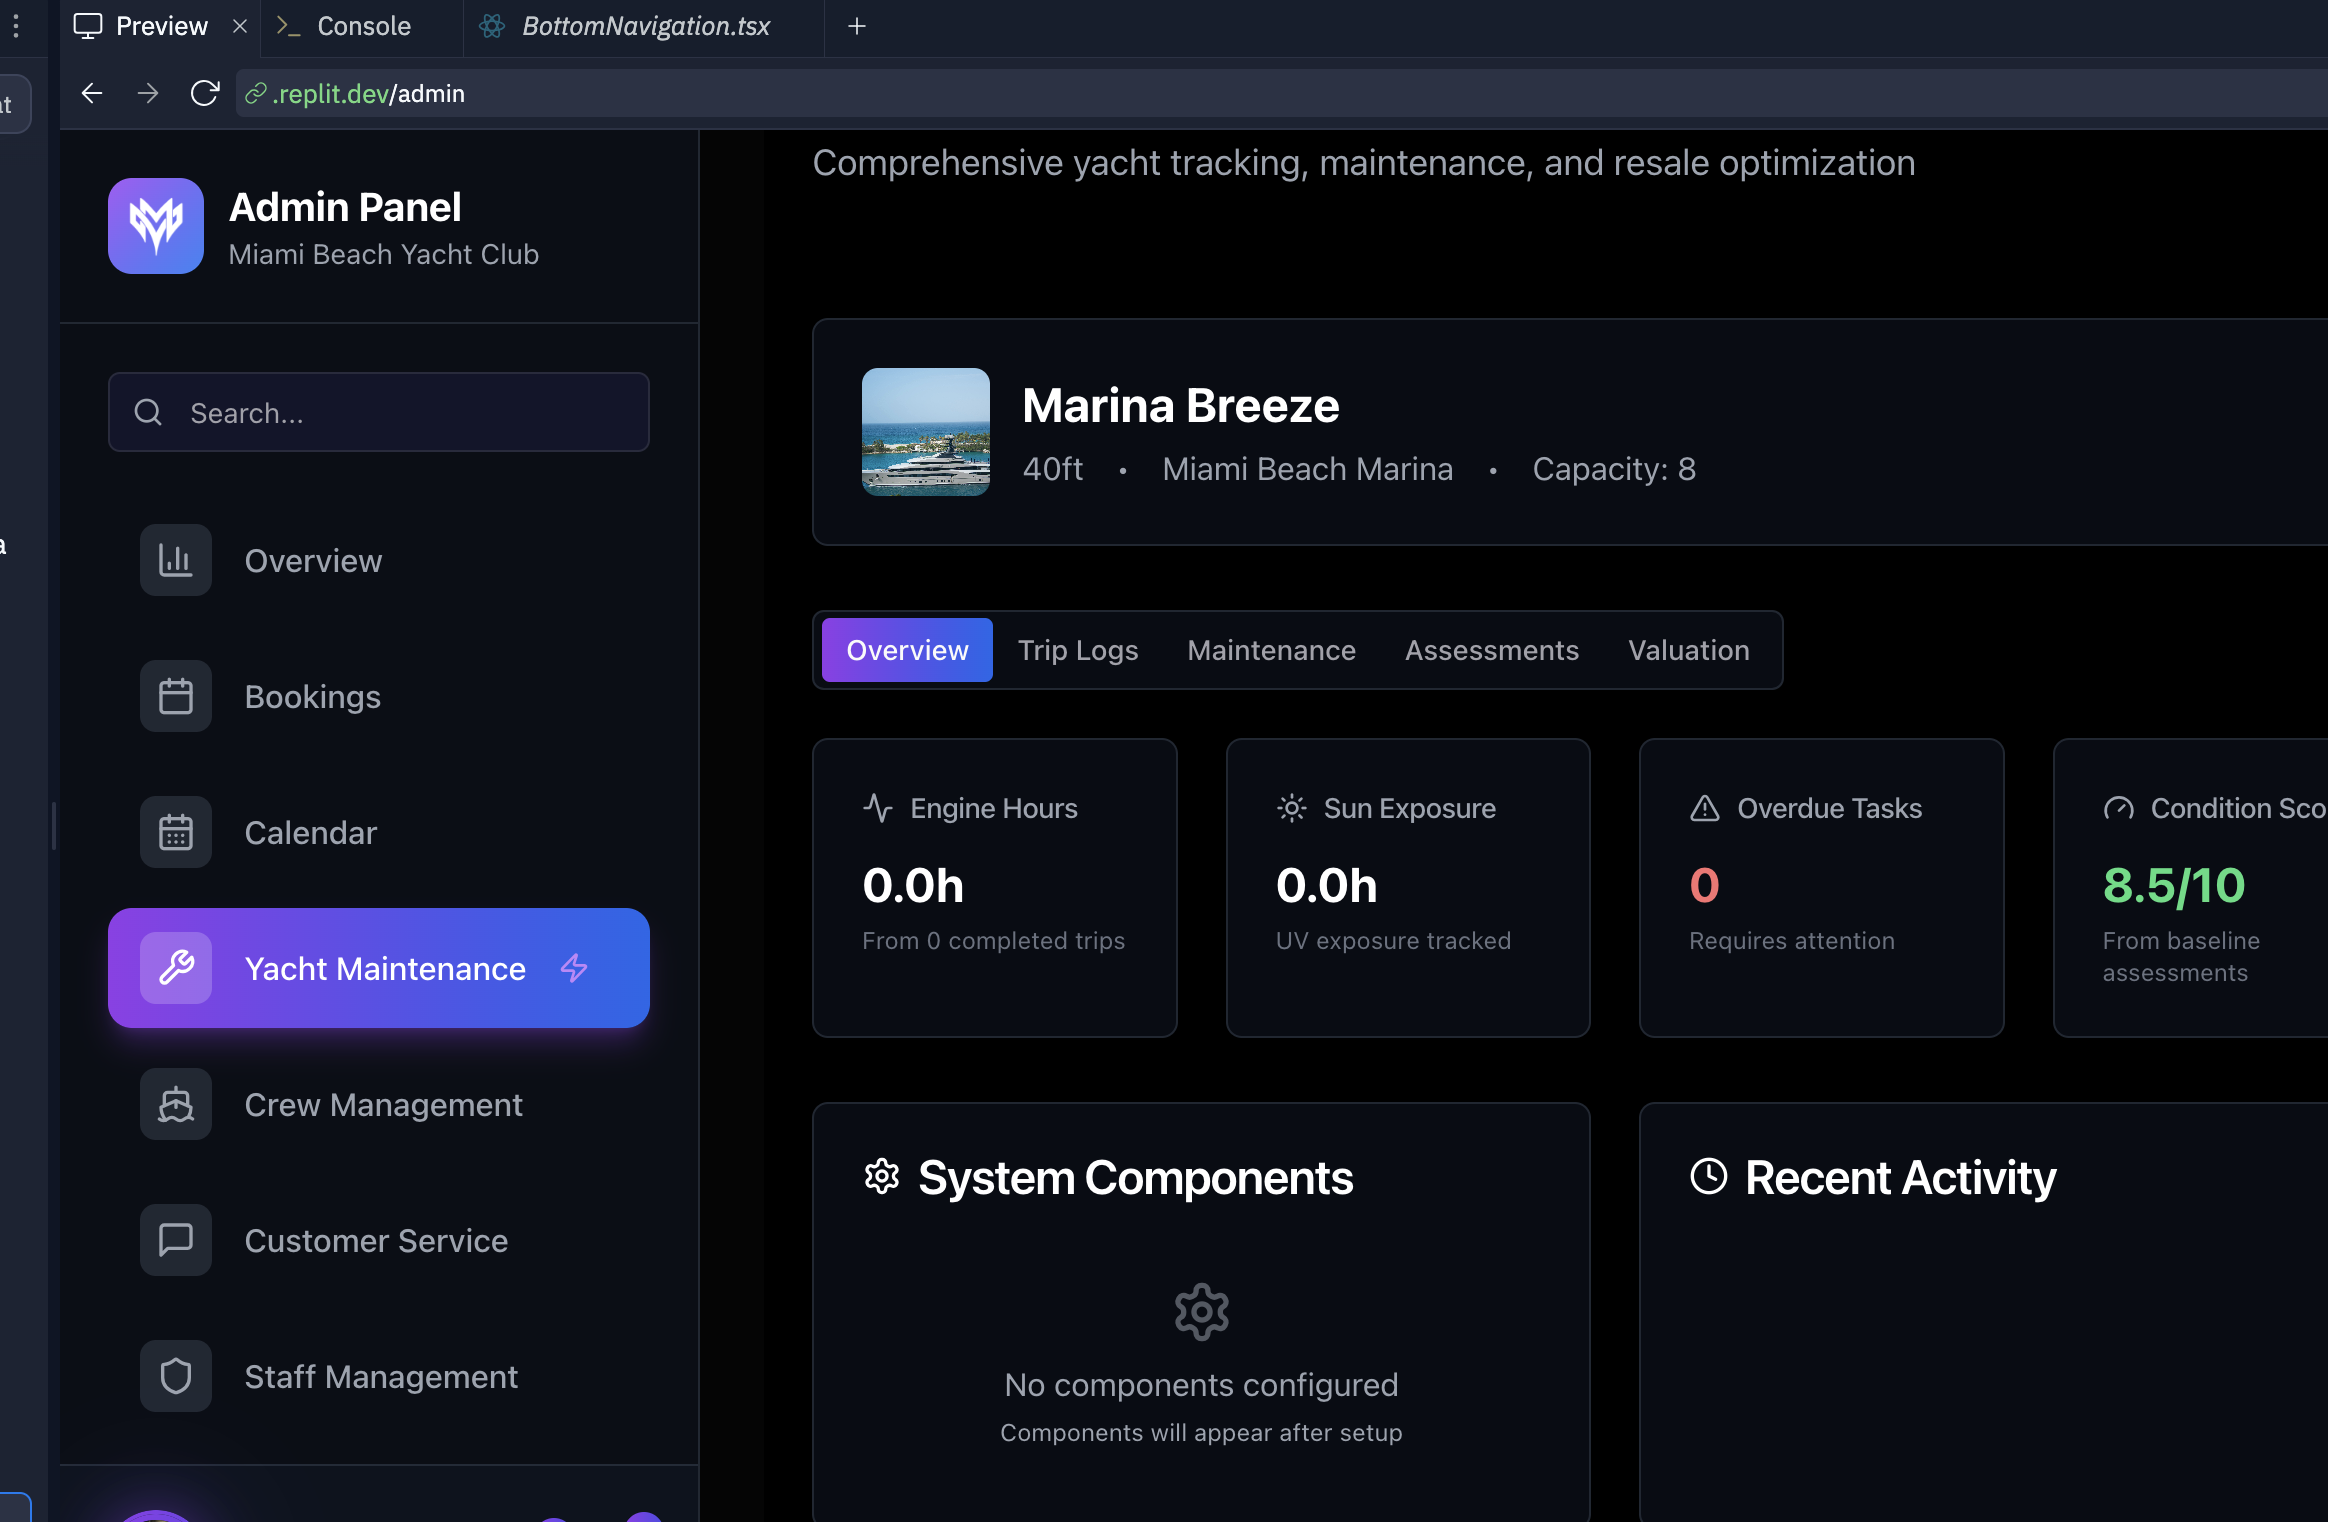 Preview
Console
BottomNavigation.tsx
.replit.dev/admin
Admin Panel
Miami Beach Yacht Club
Search...
Overview
Bookings
Calendar
Yacht Maintenance
Crew Management
Customer Service
Staff Management
Comprehensive yacht tracking, maintenance, and resale optimization
Marina Breeze
40ft • Miami Beach Marina • Capacity: 8
Overview Trip Logs Maintenance Assessments Valuation
Engine Hours
0.0h
From 0 completed trips
Sun Exposure
0.0h
UV exposure tracked
Overdue Tasks
0
Requires attention
Condition Sco
8.5/10
From baseline
assessments
System Components
No components configured
Components will appear after setup
Recent Activity